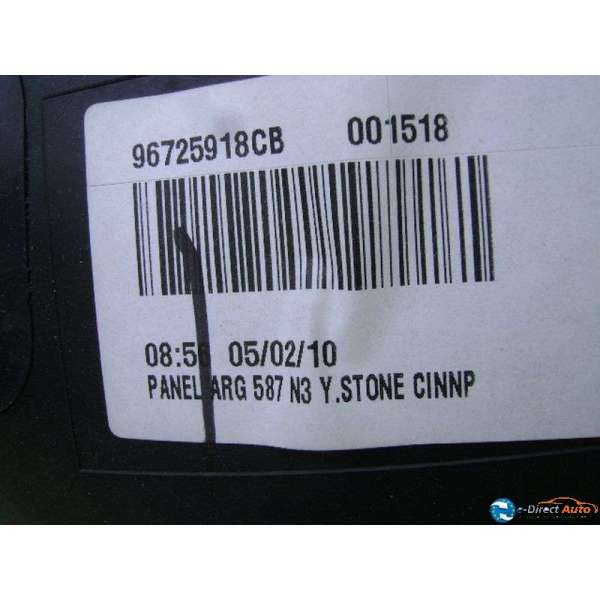 96725918CB 001518
08:56 05/02/10
PANEL ARG 587 N3 Y.STONE CINNP
e-Direct Auto